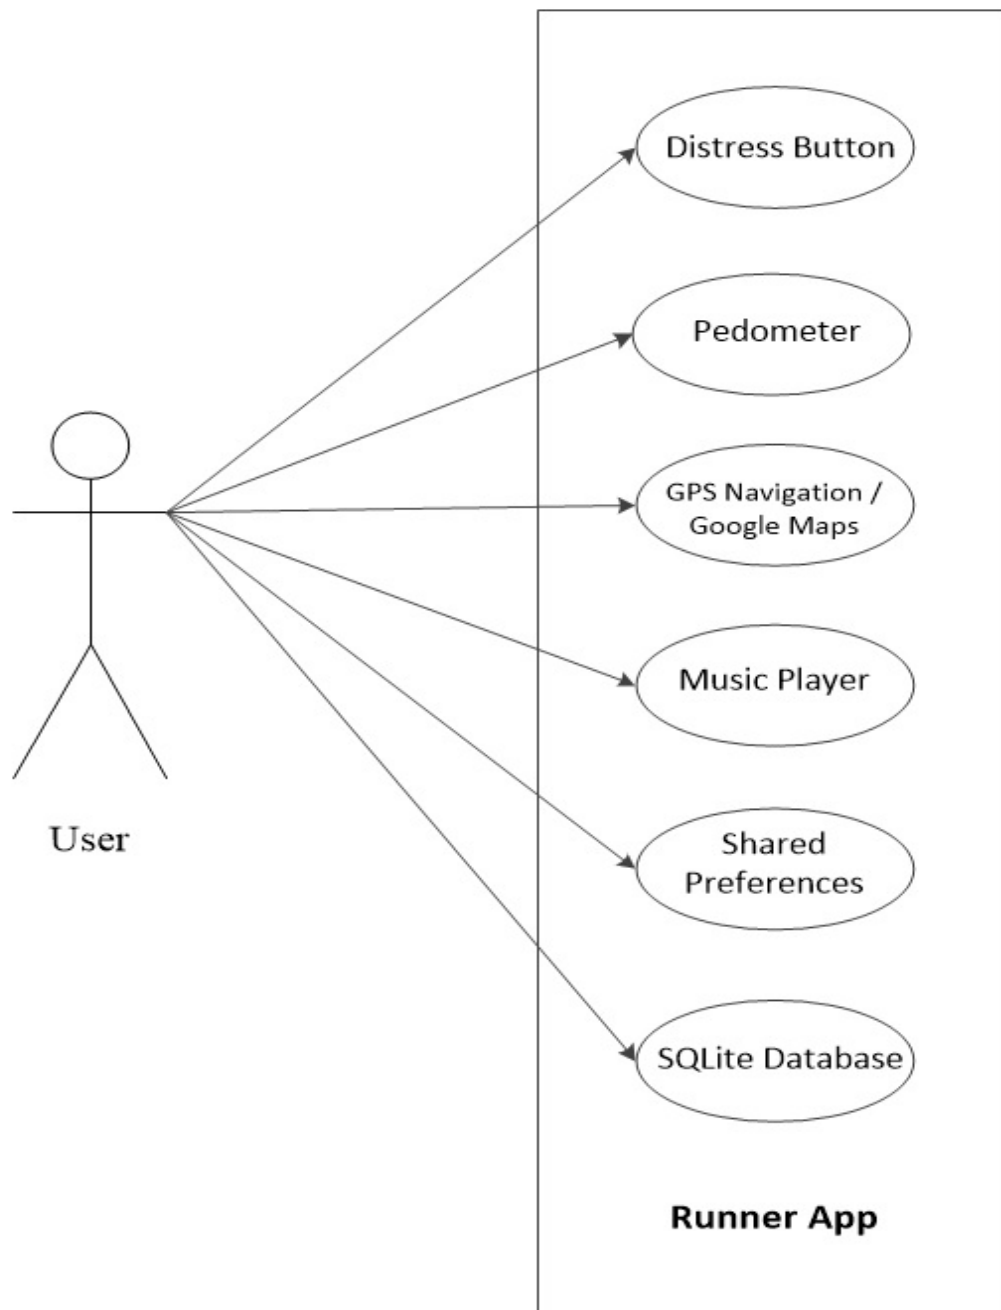 Distress Button
Pedometer
GPS Navigation /
Google Maps
Music Player
User
Shared
Preferences
SQLite Database
Runner App